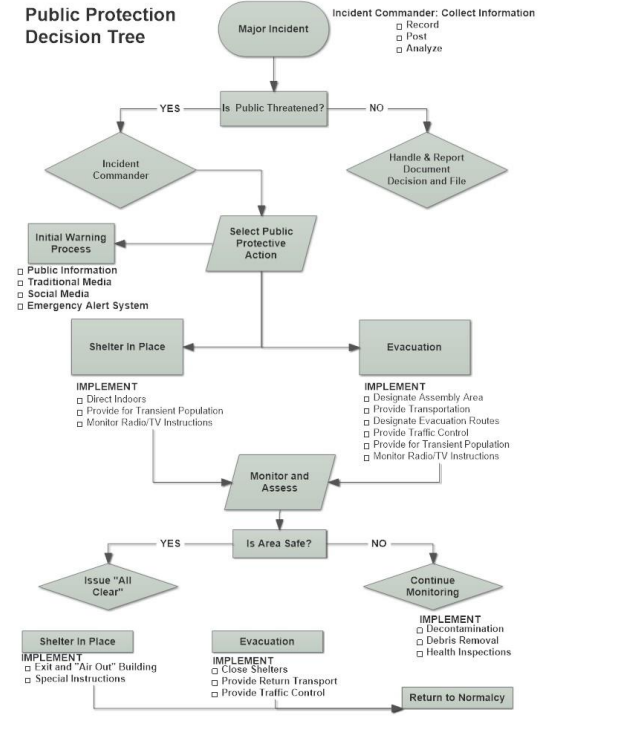 Public Protection
Decision Tree
Major Incident
Incident Commander: Collect Information
Record
Post
Analyze
Is Public Threatened?
YES
NO
Incident
Commander
Handle & Report
Document
Decision and File
Select Public
Protective
Action
Initial Warning
Process
Public Information
Traditional Media
Social Media
Emergency Alert System
Shelter In Place
Evacuation
IMPLEMENT
Direct Indoors
Provide for Transient Population
Monitor Radio/TV Instructions
IMPLEMENT
Designate Assembly Area
Provide Transportation
Designate Evacuation Routes
Provide Traffic Control
Provide for Transient Population
Monitor Radio/TV Instructions
Monitor and
Assess
Is Area Safe?
YES
NO
Issue "All
Clear"
Continue
Monitoring
IMPLEMENT
Decontamination
Debris Removal
Health Inspections
Shelter In Place
IMPLEMENT
Exit and "Air Out" Building
Special Instructions
Evacuation
IMPLEMENT
Close Shelters
Provide Return Transport
Provide Traffic Control
Return to Normalcy